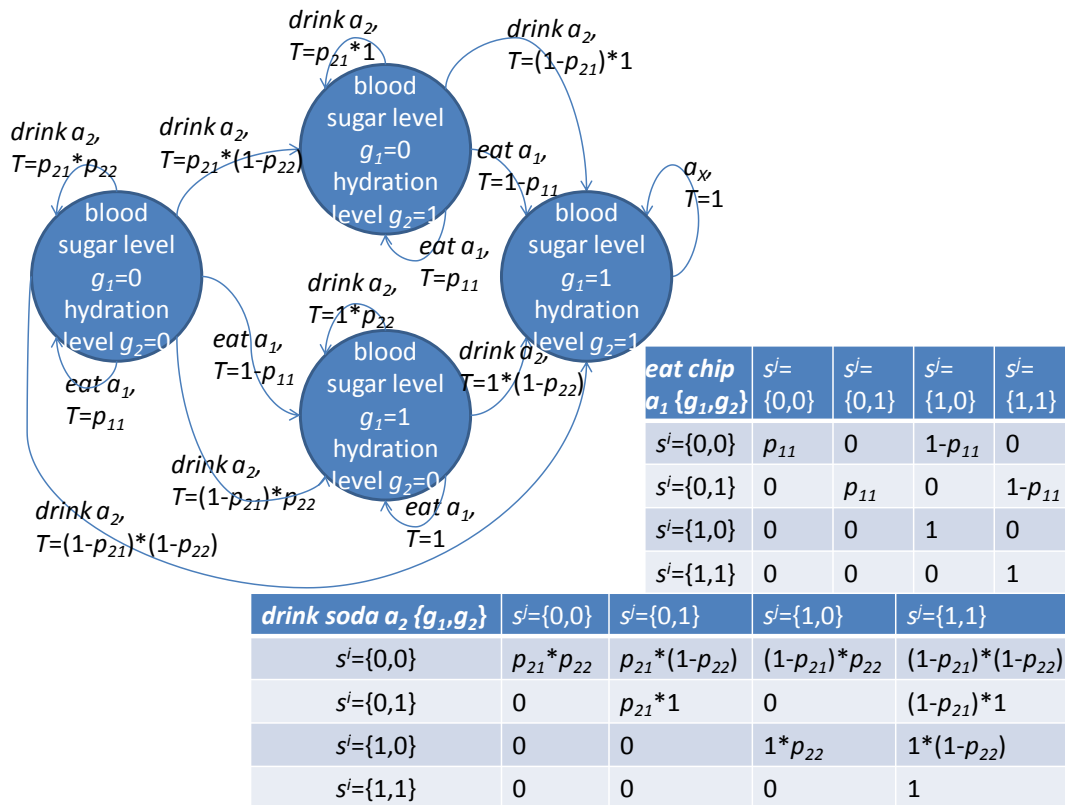 drink a2,
T=p21*1
drink a2,
T=(1-p21)*1
blood
sugar level
g1=0
hydration
level g2=1
drink a2,
T=p21*p22
drink a2,
T=p21*(1-p22)
eat a1,
T=1-p11
aX,
T=1
blood
sugar level
g1=0
hydration
level g2=0
eat a1,
T=p11
blood
sugar level
g1=1
hydration
level g2=1
drink a2,
T=1*p22
eat a1,
T=1-p11
drink a2,
T=1*(1-p22)
eat a1,
T=p11
blood
sugar level
g1=1
hydration
level g2=0
drink a2,
T=(1-p21)*p22
eat a1,
T=1
drink a2,
T=(1-p21)*(1-p22)
eat chip sj= sj= sj= sj=
a1 {g1,g2} {0,0} {0,1} {1,0} {1,1}
si={0,0} p11 0 1-p11 0
si={0,1} 0 p11 0 1-p11
si={1,0} 0 0 1 0
si={1,1} 0 0 0 1
drink soda a2 {g1,g2} sj={0,0} sj={0,1} sj={1,0} sj={1,1}
si={0,0} p21*p22 p21*(1-p22) (1-p21)*p22 (1-p21)*(1-p22)
si={0,1} 0 p21*1 0 (1-p21)*1
si={1,0} 0 0 1*p22 1*(1-p22)
si={1,1} 0 0 0 1